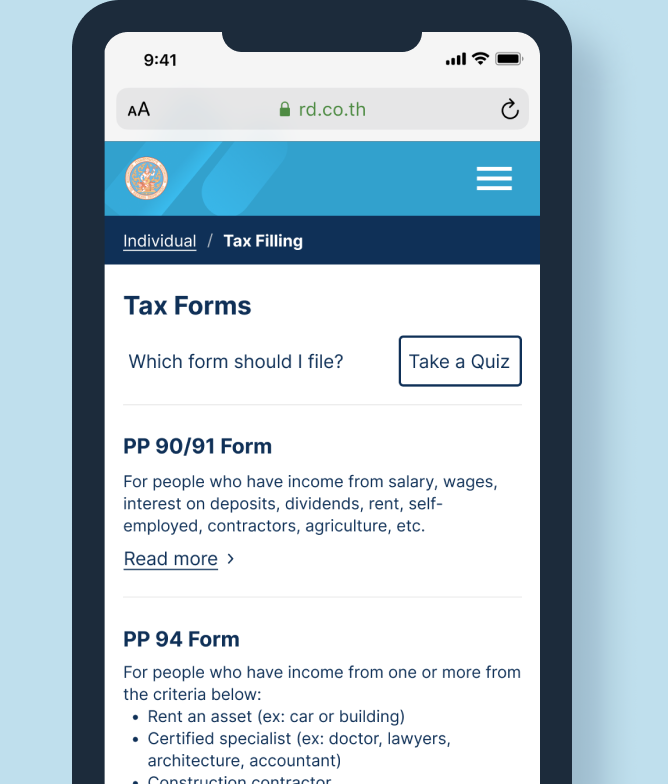 9:41
AA
rd.co.th
Individual / Tax Filling
Tax Forms
Which form should I file?
Take a Quiz
PP 90/91 Form
For people who have income from salary, wages,
interest on deposits, dividends, rent, self-
employed, contractors, agriculture, etc.
Read more ›
PP 94 Form
For people who have income from one or more from
the criteria below:
• Rent an asset (ex: car or building)
• Certified specialist (ex: doctor, lawyers,
architecture, accountant)
• Construction contractor